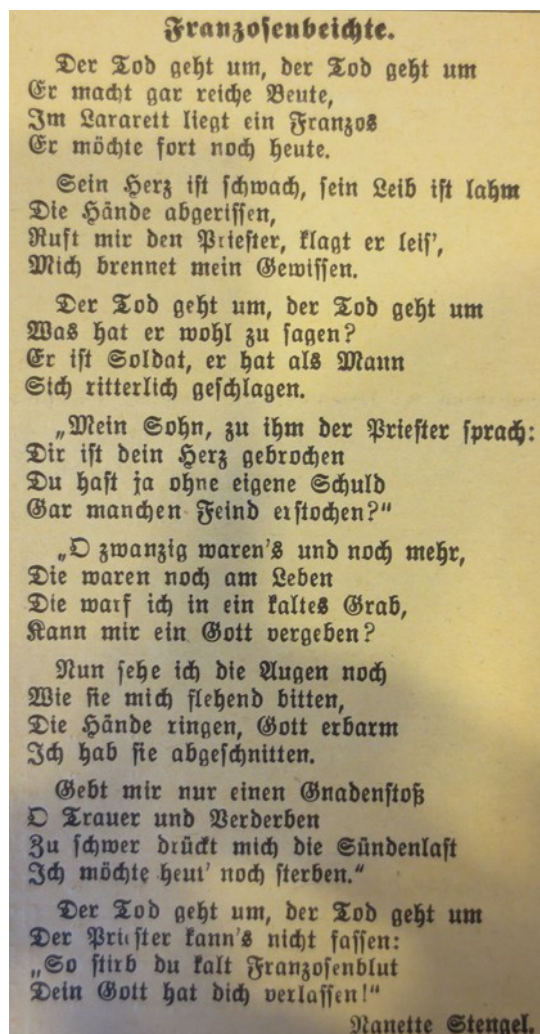 Franzosenbeichte.
Der Tod geht um, der Tod geht um
Er macht gar reiche Beute,
Im Lararett liegt ein Franzos
Er möchte fort noch heute.
Sein Herz ist schwach, sein Leib ist lahm
Die Hände abgerissen,
Ruft mir den Priester, klagt er leis',
Mich brennet mein Gewissen.
Der Tod geht um, der Tod geht um
Was hat er wohl zu sagen?
Er ist Soldat, er hat als Mann
Sich ritterlich geschlagen.
„Mein Sohn, zu ihm der Priester sprach:
Dir ist dein Herz gebrochen
Du hast ja ohne eigene Schuld
Gar manchen Feind erstochen?"
„O zwanzig waren's und noch mehr,
Die waren noch am Leben
Die warf ich in ein kaltes Grab,
Kann mir ein Gott vergeben?
Nun sehe ich die Augen noch
Wie sie mich flehend bitten,
Die Hände ringen, Gott erbarm
Ich hab sie abgeschnitten.
Gebt mir nur einen Gnadenstoß
O Trauer und Verderben
Zu schwer drückt mich die Sündenlast
Ich möchte heut' noch sterben."
Der Tod geht um, der Tod geht um
Der Priester kann's nicht fassen:
„So stirb du kalt Franzosenblut
Dein Gott hat dich verlassen!"
Nanette Stengel.